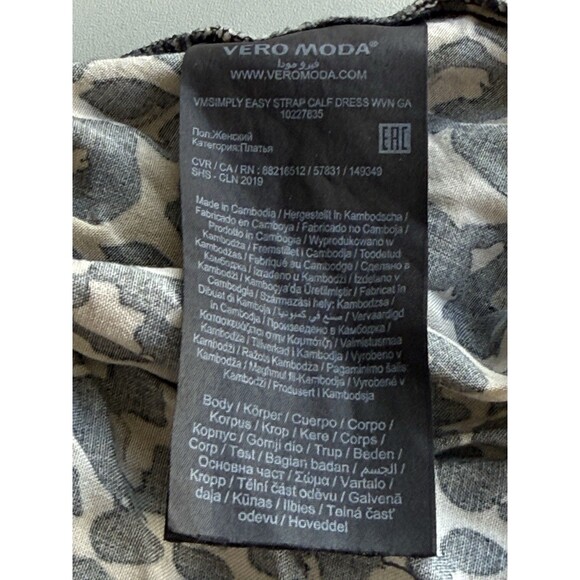 VERO MODA®
فيرو مودا
WWW.VEROMODA.COM
VMSIMPLY EASY STRAP CALF DRESS WVN GA
10227835
Пол:Женский
Категория:Платья
EAC
CVR / CA / RN : 88216512 / 57831 / 149349
SHS - CLN 2019
Made in Cambodia / Hergestellt in Kambodscha /
Fabricado en Camboya / Fabricado no Camboja /
Prodotto in Cambogia / Wyprodukowano w
Kambodża / Fremstillet i Cambodja / Toodetud
Kambodžas / Fabriqué au Cambodge / Сделано в
Камбоджи / Izrađeno u Kambodži / Izdelano v
Kambodži / Kamboçya'da Üretilmiştir / Fabricat în
Cambodgia / Származási hely: Kambodzsa /
Dibuat di Kamboja / صنع في كمبوديا / Vervaardigd
in Cambodja / Произведено в Камбоджа /
Κατασκευάστηκε στην Καμπότζη / Valmistusmaa
Kambodža / Tillverkad i Kambodja / Vyrobeno v
Kambodži / Ražots Kambodža / Pagaminimo šalis:
Kambodža / Magħmul fil-Kambodja / Vyrobené v
Kambodži / Produsert i Kambodsja
Body / Körper / Cuerpo / Corpo /
Korpus / Krop / Kere / Corps /
Корпус / Gornji dio / Trup / Beden /
Corp / Test / Bagian badan / الجسم /
Основна част / Σώμα / Vartalo /
Kropp / Tělní část oděvu / Galvenā
daļa / Kūnas / Ilbies / Talná časť
odevu / Hoveddel